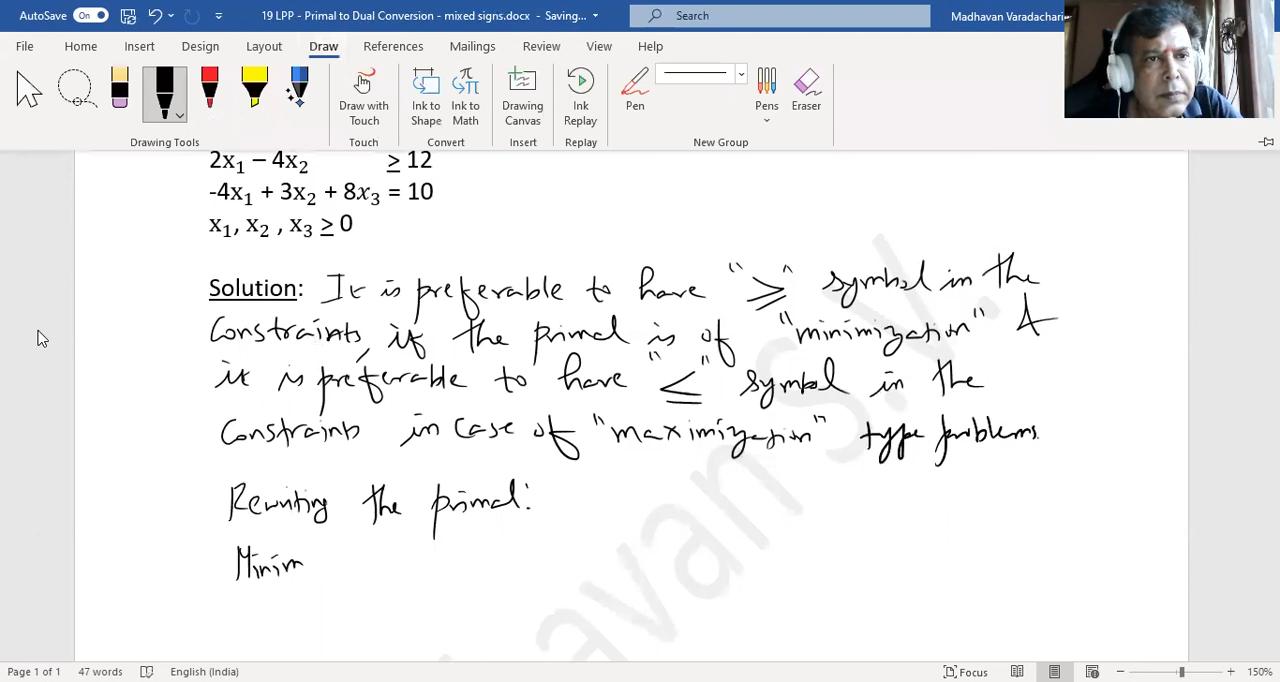 AutoSave On 19 LPP - Primal to Dual Conversion - mixed signs.docx - Saving... Search Madhavan Varadachari
File Home Insert Design Layout Draw References Mailings Review View Help
Draw with Touch Ink to Shape Ink to Math Drawing Canvas Ink Replay Pen Pens Eraser
Drawing Tools Touch Convert Insert Replay New Group
2x₁ – 4x₂ ≥ 12
-4x₁ + 3x₂ + 8x₃ = 10
x₁, x₂ , x₃ ≥ 0
Solution: It is preferable to have "≥" symbol in the
constraints, if the primal is of "minimization" &
it is preferable to have "≤" symbol in the
constraints in case of "maximization" type problems.
Rewriting the primal:
Minim
avan S.V.
Page 1 of 1 47 words English (India) Focus 150%